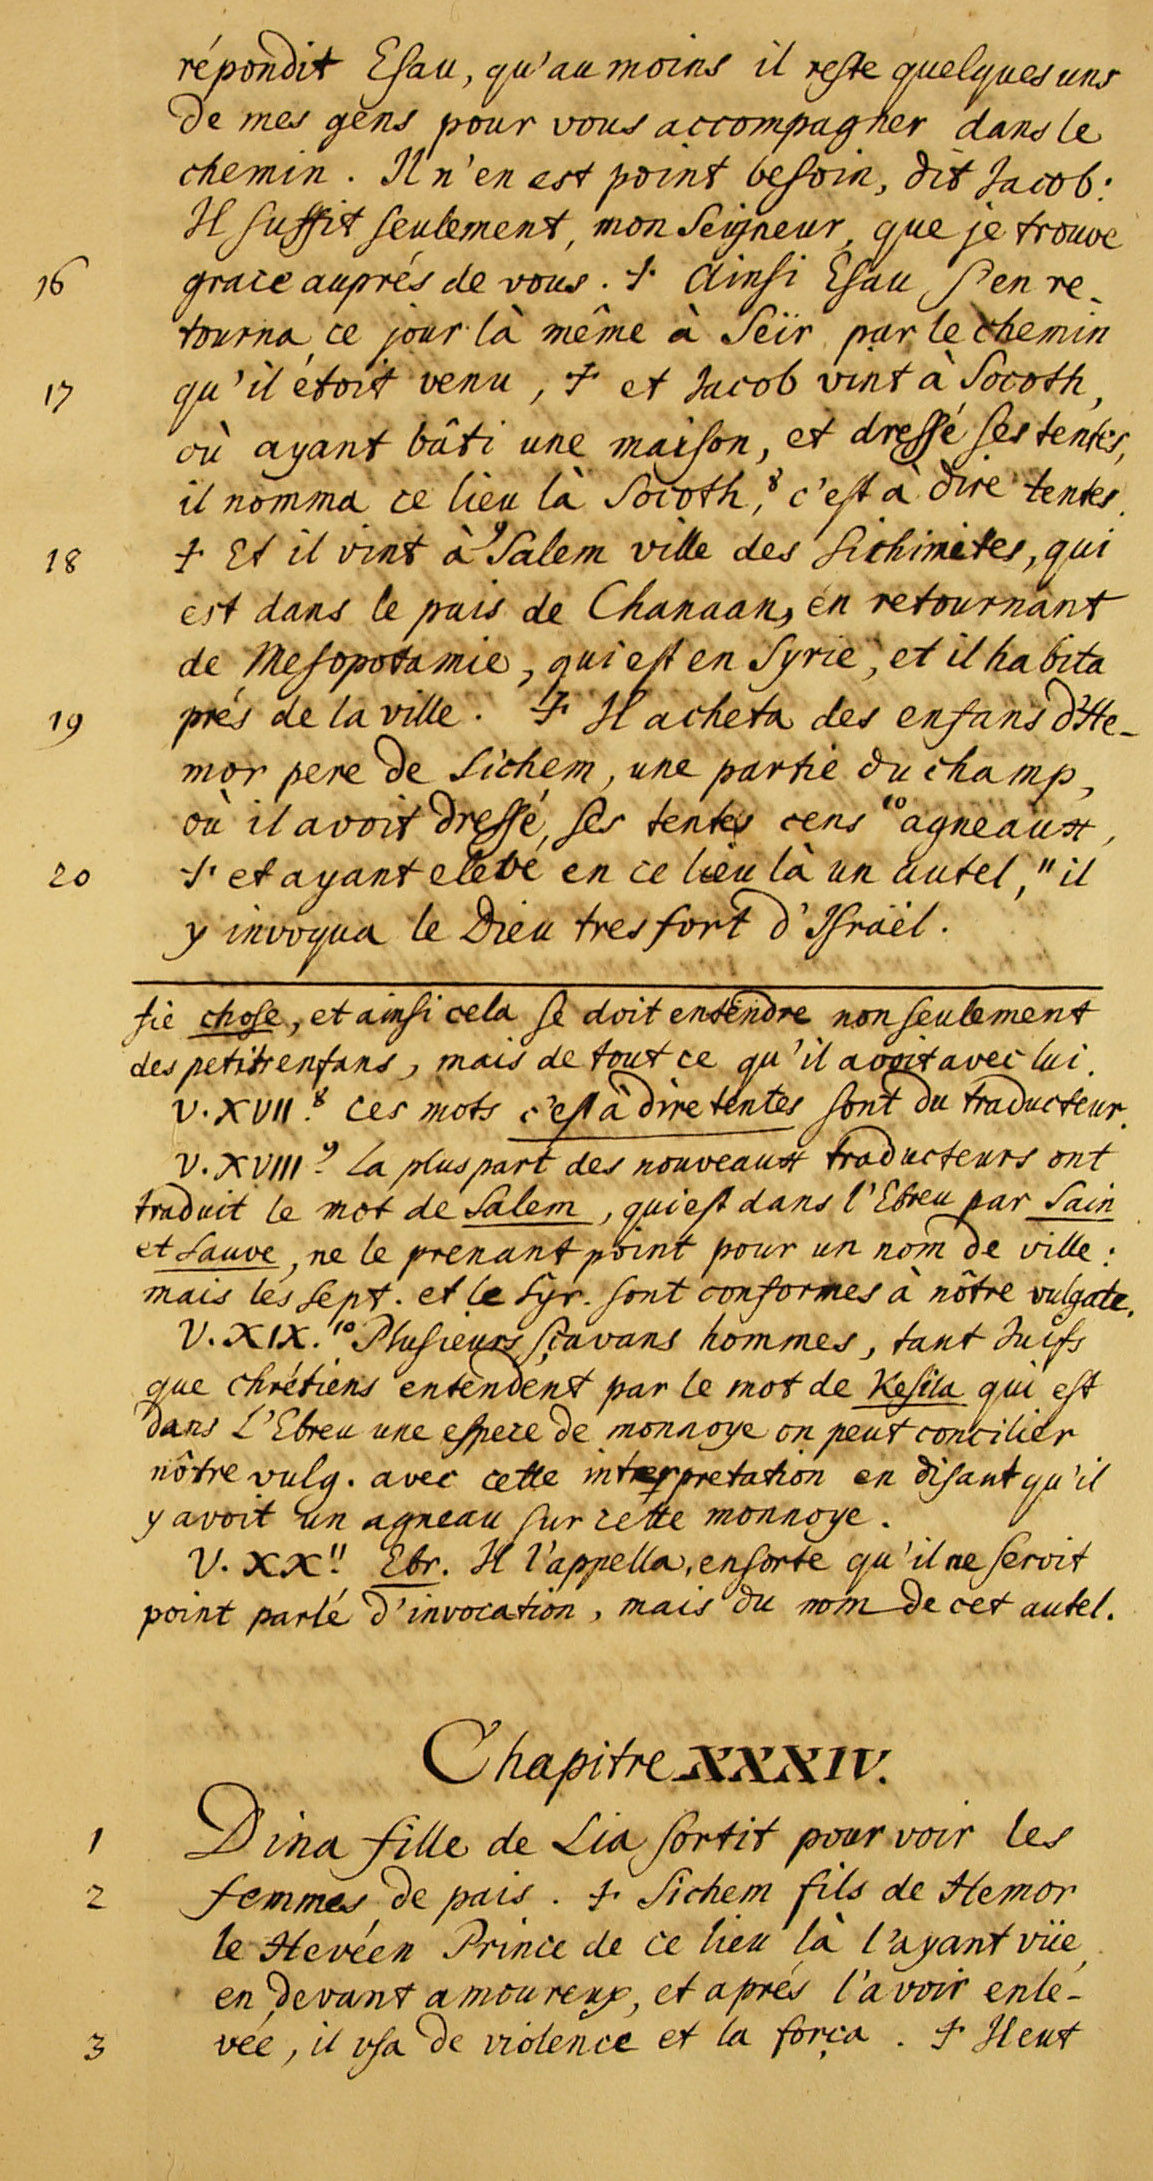 répondit Esau, qu'au moins il reste quelques uns
de mes gens pour vous accompagner dans le
chemin. Il n'en est point besoin, dit Jacob:
Il suffit seulement, mon Seigneur, que je trouve
16 grace auprés de vous. + Ainsi Esau s'en re-
tourna ce jour là même à Seïr par le chemin
17 qu'il étoit venu, + et Jacob vint à Socoth,
où ayant bâti une maison, et dressé ses tentes,
il nomma ce lieu là Socoth,8 c'est à dire tentes.
18 + Et il vint à 9 Salem ville des Sichimites, qui
est dans le païs de Chanaan, en retournant
de Mesopotamie, qui est en Syrie, et il habita
19 prés de la ville. + Il acheta des enfans d'He-
mor pere de Sichem, une partie du champ,
où il avoit dressé, ses tentes cens 10 agneaux,
20 + et ayant elevé en ce lieu là un autel,11 il
y invoqua le Dieu tres fort d'Israël.
fie chose, et ainsi cela se doit entendre non seulement
des petits enfans, mais de tout ce qu'il avoit avec lui.
V. XVII.8 ces mots c'est à dire tentes sont du traducteur.
V. XVIII.9 la plus part des nouveaux traducteurs ont
traduit le mot de Salem, qui est dans l'Ebreu par Sain
et Sauve, ne le prenant point pour un nom de ville:
mais les Sept. et le Syr. sont conformes à nôtre vulgate.
V. XIX.10 Plusieurs sçavans hommes, tant Juifs
que chrétiens entendent par le mot de Kesita qui est
dans l'Ebreu une espece de monnoye on peut concilier
nôtre vulg. avec cette interpretation en disant qu'il
y avoit un agneau sur cette monnoye.
V. XX.11 Ebr. Il l'appella, ensorte qu'il ne seroit
point parlé d'invocation, mais du nom de cet autel.
Chapitre XXXIV.
1 Dina fille de Lia sortit pour voir les
2 femmes de païs. + Sichem fils de Hemor
le Hevéen Prince de ce lieu là l'ayant vüe,
en devant amoureux, et aprés l'avoir enle-
3 vée, il usa de violence et la força. + Il eut